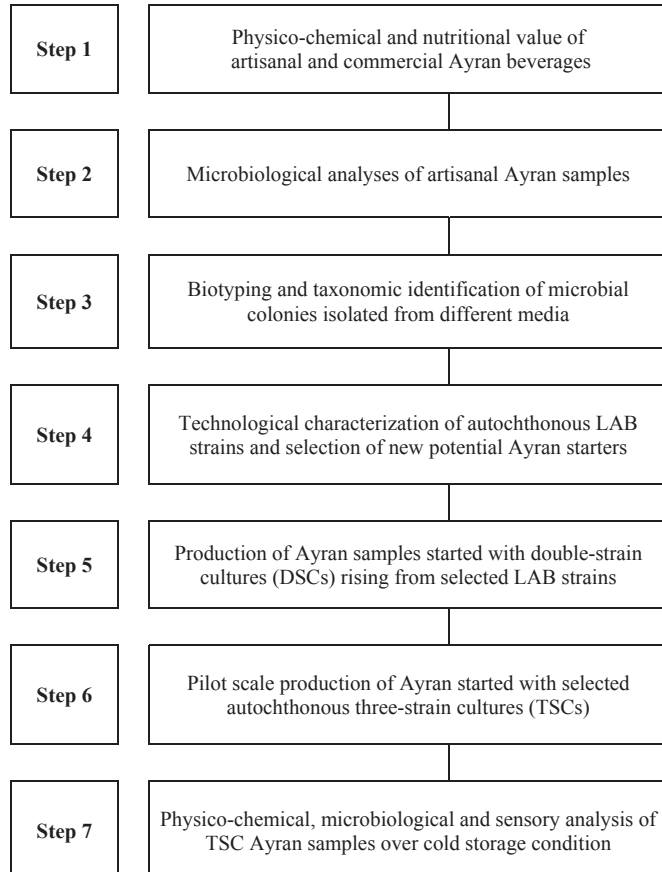 Step 1
Physico-chemical and nutritional value of
artisanal and commercial Ayran beverages
Step 2
Microbiological analyses of artisanal Ayran samples
Step 3
Biotyping and taxonomic identification of microbial
colonies isolated from different media
Step 4
Technological characterization of autochthonous LAB
strains and selection of new potential Ayran starters
Step 5
Production of Ayran samples started with double-strain
cultures (DSCs) rising from selected LAB strains
Step 6
Pilot scale production of Ayran started with selected
autochthonous three-strain cultures (TSCs)
Step 7
Physico-chemical, microbiological and sensory analysis of
TSC Ayran samples over cold storage condition